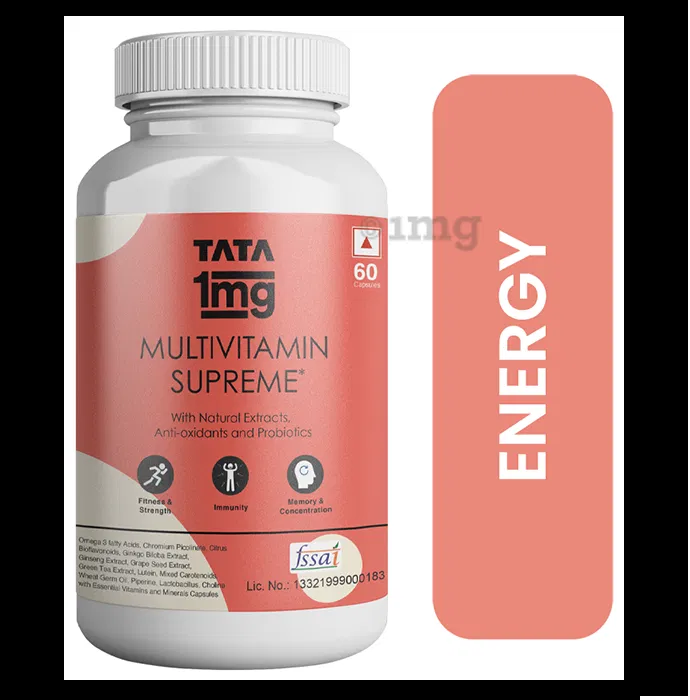 TATA
1mg
MULTIVITAMIN
SUPREME*
With Natural Extracts,
Anti-oxidants and Probiotics
60
Capsules
©1mg
Fitness &
Strength
Immunity
Memory &
Concentration
Omega 3 fatty Acids, Chromium Picolinate, Citrus
Bioflavonoids, Ginkgo Biloba Extract,
Ginseng Extract, Grape Seed Extract,
Green Tea Extract, Lutein, Mixed Carotenoids
Wheat Germ Oil, Piperine, Lactobacillus, Choline
with Essential Vitamins and Minerals Capsules
fssai
Lic. No.: 13321999000183
ENERGY